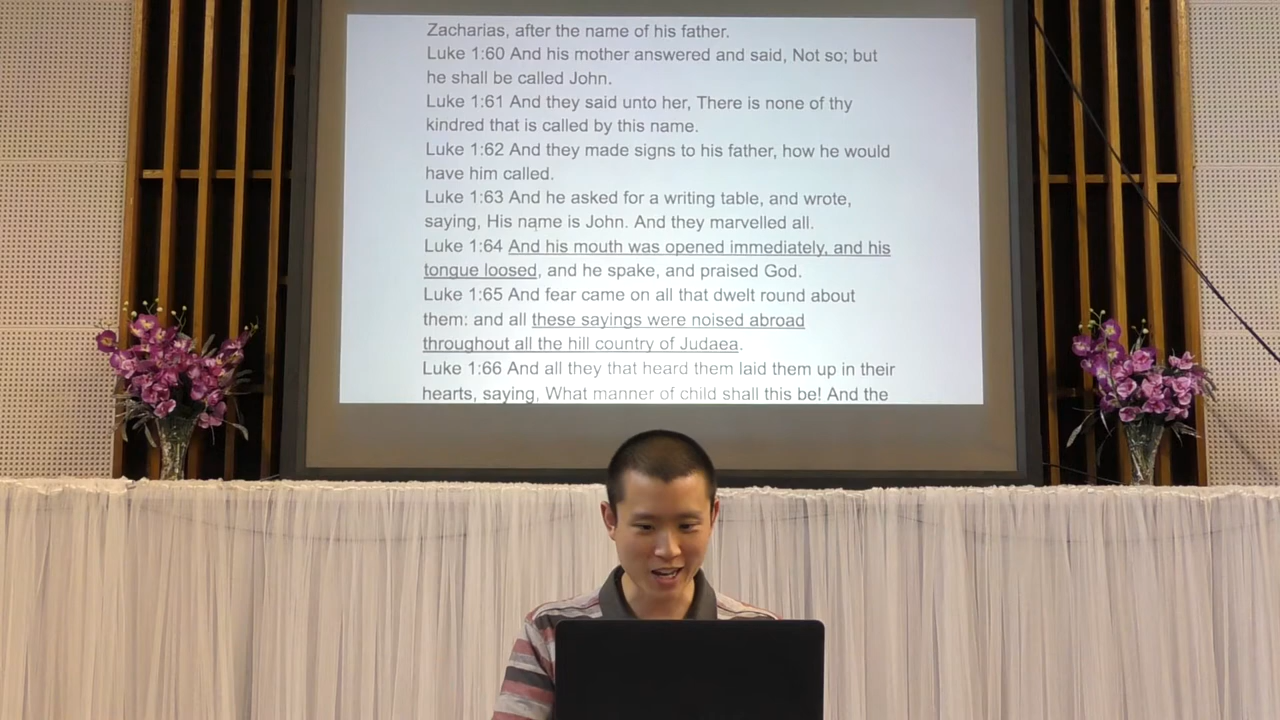 Zacharias, after the name of his father.
Luke 1:60 And his mother answered and said, Not so; but
he shall be called John.
Luke 1:61 And they said unto her, There is none of thy
kindred that is called by this name.
Luke 1:62 And they made signs to his father, how he would
have him called.
Luke 1:63 And he asked for a writing table, and wrote,
saying, His name is John. And they marvelled all.
Luke 1:64 And his mouth was opened immediately, and his
tongue loosed, and he spake, and praised God.
Luke 1:65 And fear came on all that dwelt round about
them: and all these sayings were noised abroad
throughout all the hill country of Judaea.
Luke 1:66 And all they that heard them laid them up in their
hearts, saying, What manner of child shall this be! And the